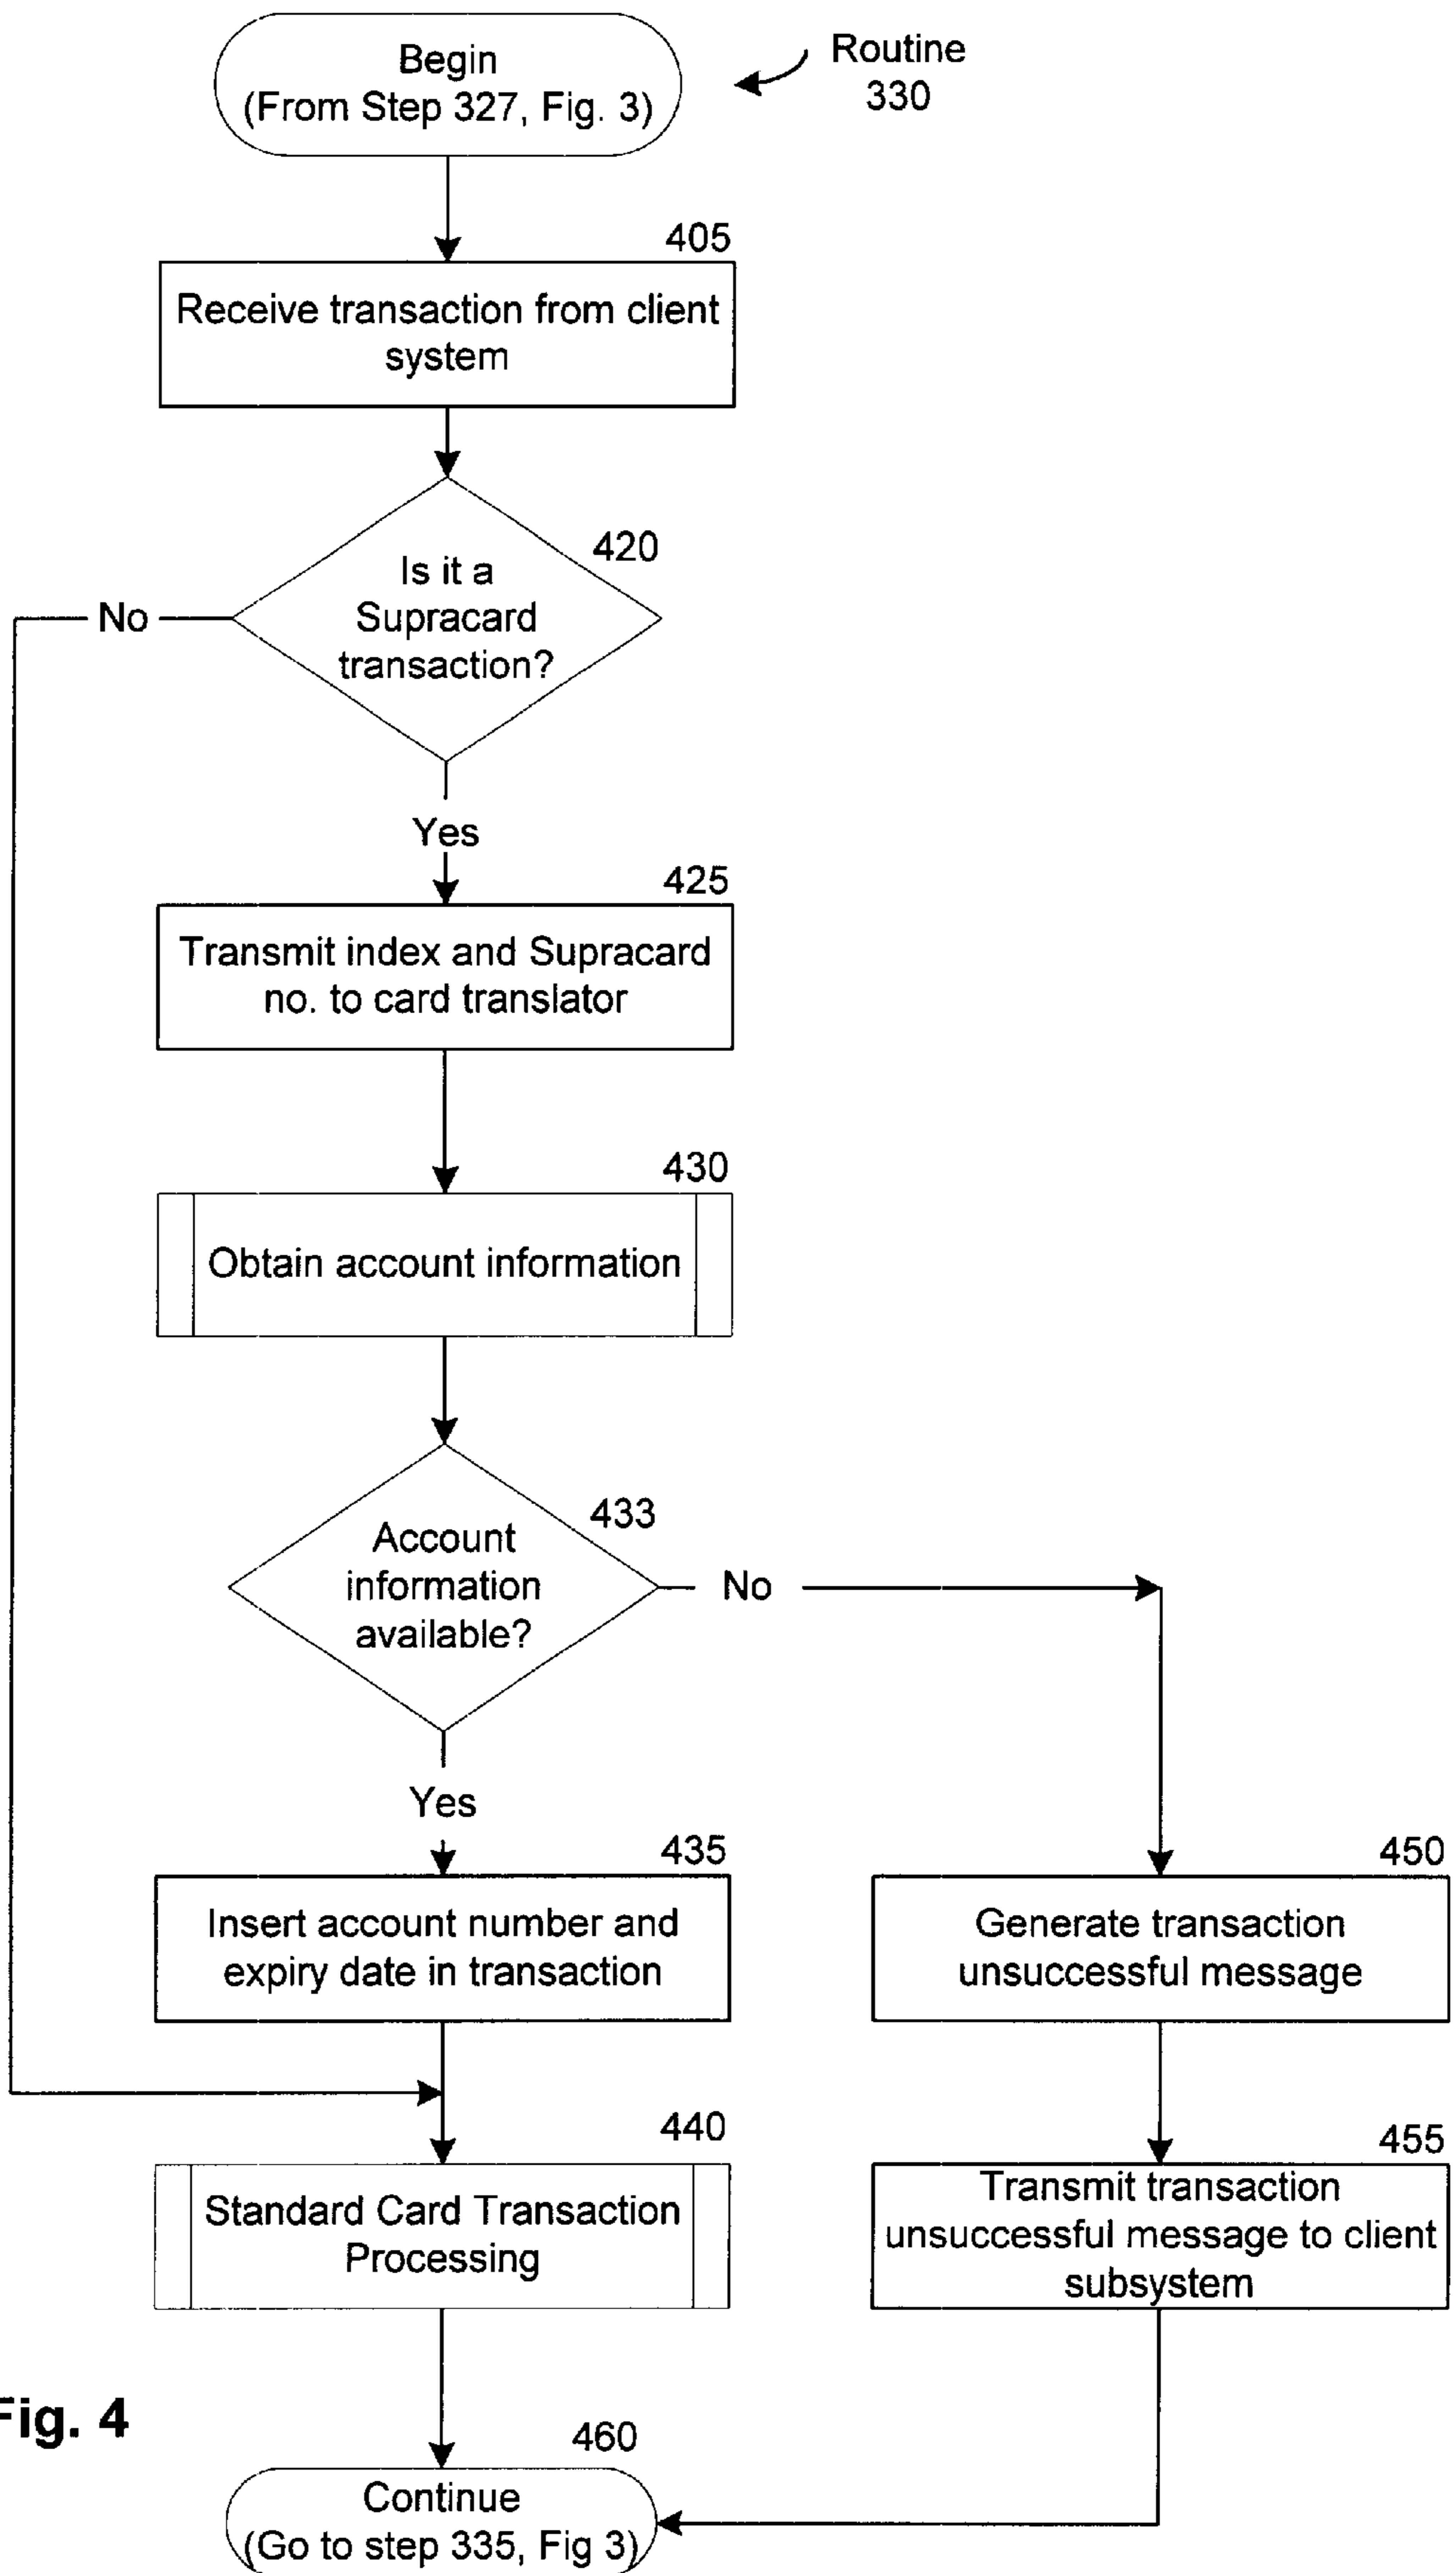 Begin
(From Step 327, Fig. 3)
Routine
330
405
Receive transaction from client
system
420
Is it a
Supracard
transaction?
No
Yes
425
Transmit index and Supracard
no. to card translator
430
Obtain account information
433
Account
information
available?
No
Yes
435
Insert account number and
expiry date in transaction
450
Generate transaction
unsuccessful message
440
Standard Card Transaction
Processing
455
Transmit transaction
unsuccessful message to client
subsystem
Fig. 4
460
Continue
(Go to step 335, Fig 3)